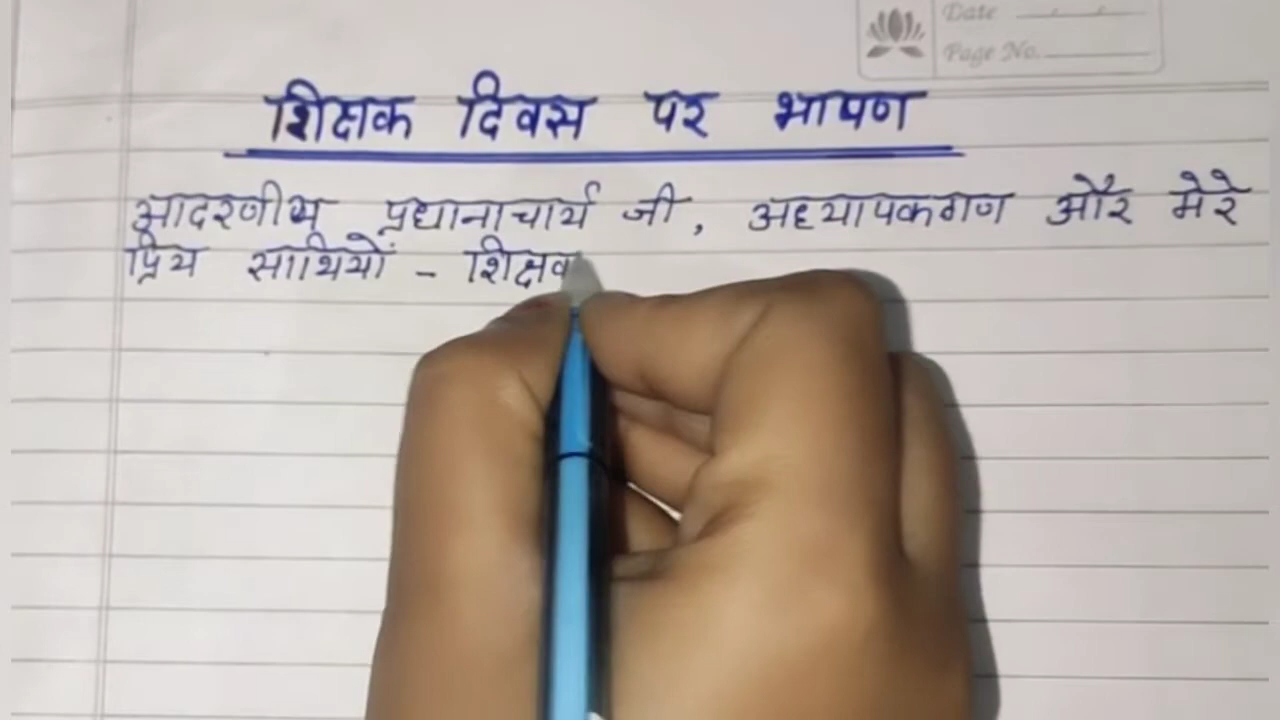 Date
Page No.
शिक्षक दिवस पर भाषण
आदरणीय प्रधानाचार्य जी, अध्यापकगण और मेरे
प्रिय साथियों - शिक्षक